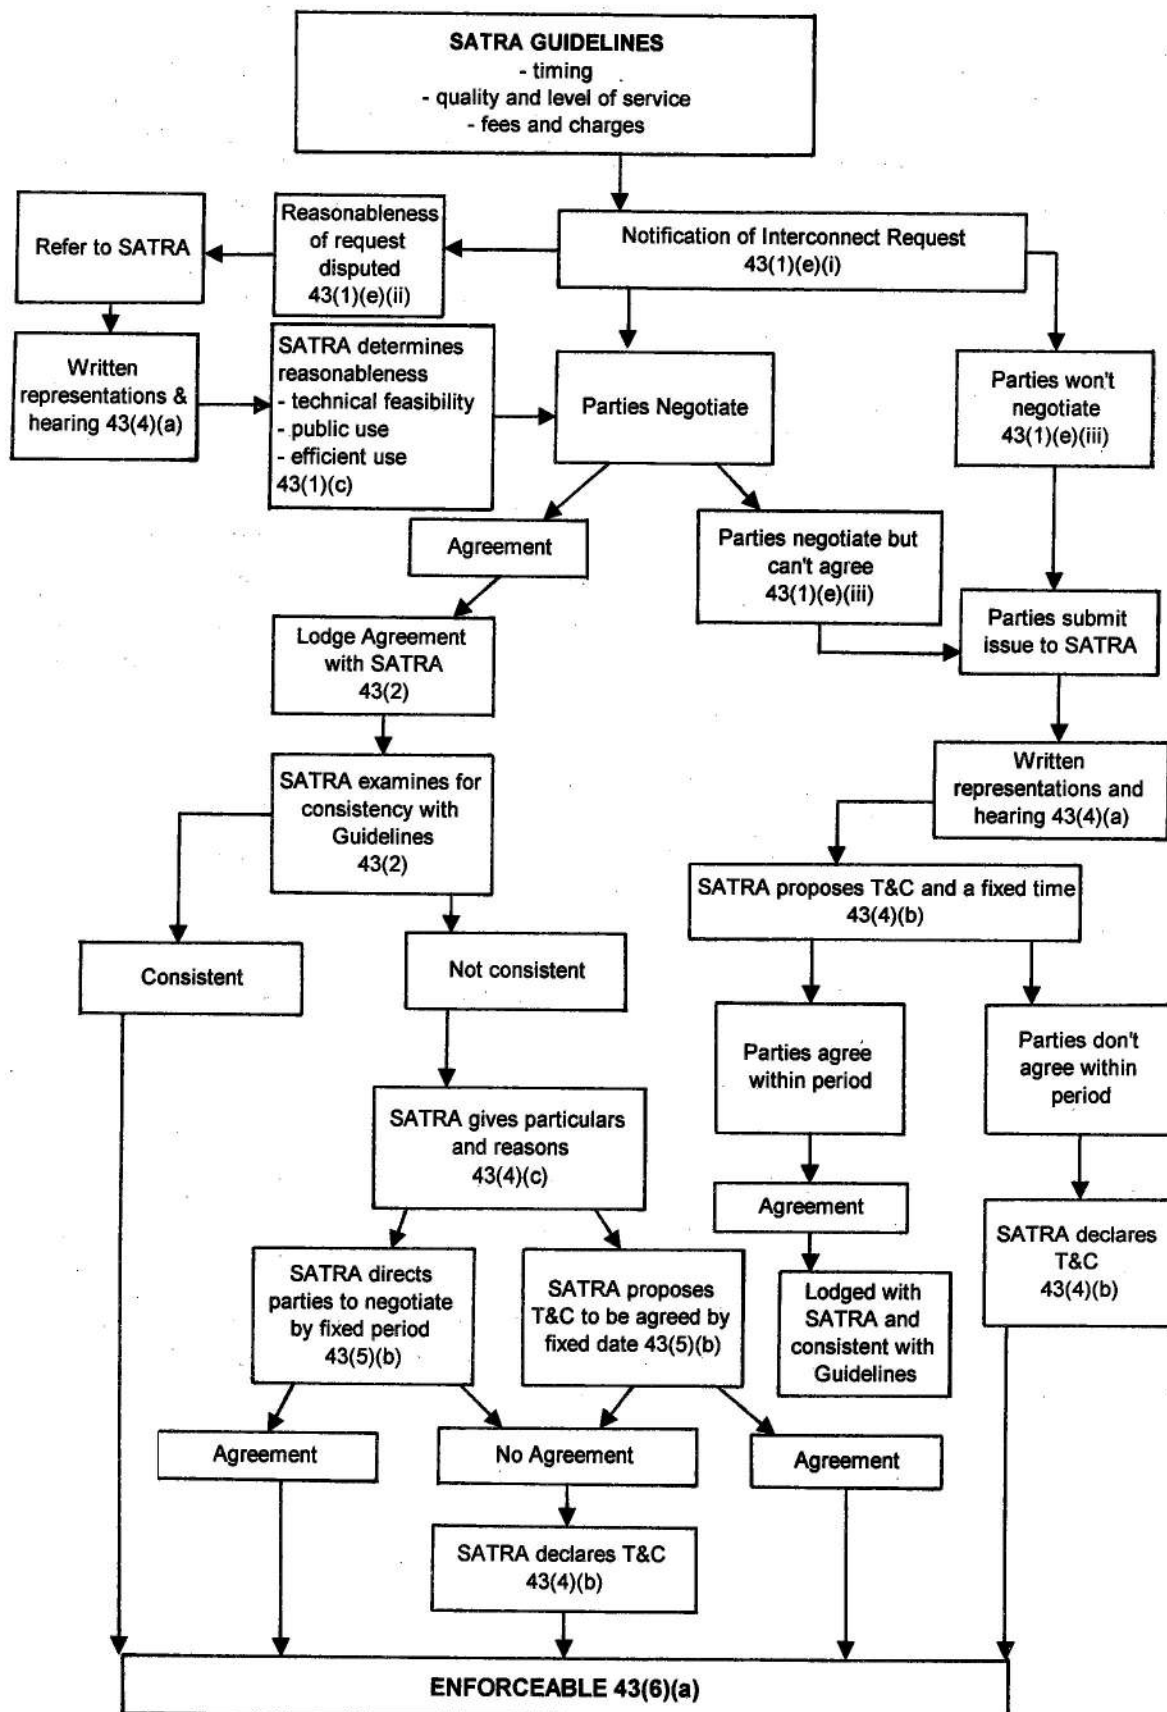 SATRA GUIDELINES
- timing
- quality and level of service
- fees and charges
Refer to SATRA
Reasonableness
of request
disputed
43(1)(e)(ii)
Notification of Interconnect Request
43(1)(e)(i)
Written
representations &
hearing 43(4)(a)
SATRA determines
reasonableness
- technical feasibility
- public use
- efficient use
43(1)(c)
Parties Negotiate
Parties won't
negotiate
43(1)(e)(iii)
Agreement
Parties negotiate but
can't agree
43(1)(e)(iii)
Parties submit
issue to SATRA
Lodge Agreement
with SATRA
43(2)
Written
representations and
hearing 43(4)(a)
SATRA examines for
consistency with
Guidelines
43(2)
SATRA proposes T&C and a fixed time
43(4)(b)
Consistent
Not consistent
Parties agree
within period
Parties don't
agree within
period
SATRA gives particulars
and reasons
43(4)(c)
Agreement
SATRA declares
T&C
43(4)(b)
SATRA directs
parties to negotiate
by fixed period
43(5)(b)
SATRA proposes
T&C to be agreed by
fixed date 43(5)(b)
Lodged with
SATRA and
consistent with
Guidelines
Agreement
No Agreement
Agreement
SATRA declares T&C
43(4)(b)
ENFORCEABLE 43(6)(a)